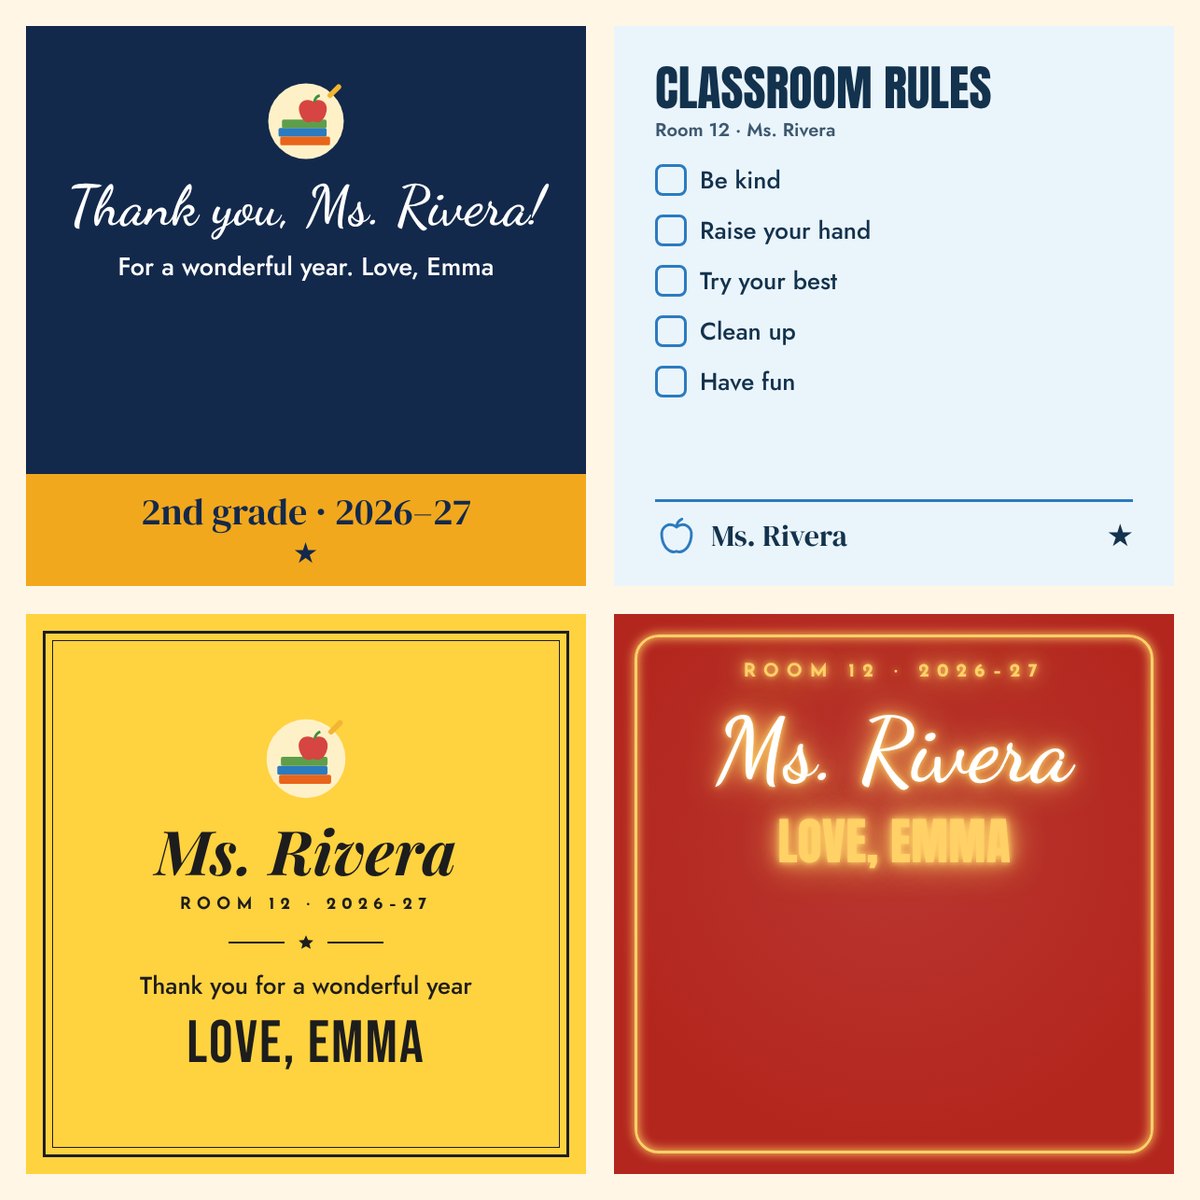 Thank you, Ms. Rivera!
For a wonderful year. Love, Emma
2nd grade · 2026–27
CLASSROOM RULES
Room 12 · Ms. Rivera
Be kind
Raise your hand
Try your best
Clean up
Have fun
Ms. Rivera
Ms. Rivera
ROOM 12 · 2026-27
Thank you for a wonderful year
LOVE, EMMA
ROOM 12 · 2026-27
Ms. Rivera
LOVE, EMMA